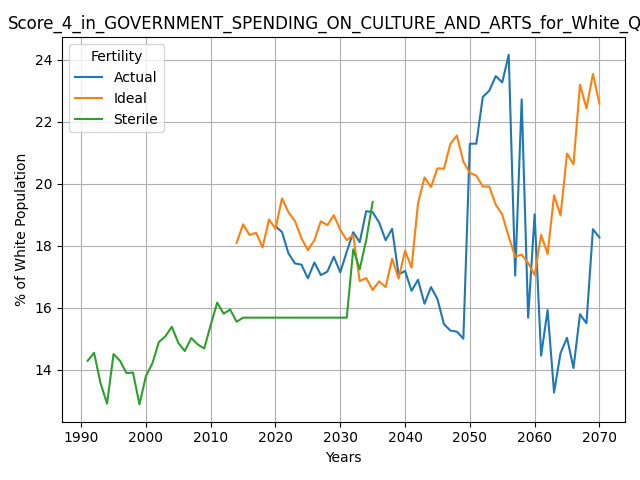 Score_4_in_GOVERNMENT_SPENDING_ON_CULTURE_AND_ARTS_for_White_Q
Fertility
Actual
Ideal
Sterile
% of White Population
24
22
20
18
16
14
1990 2000 2010 2020 2030 2040 2050 2060 2070
Years